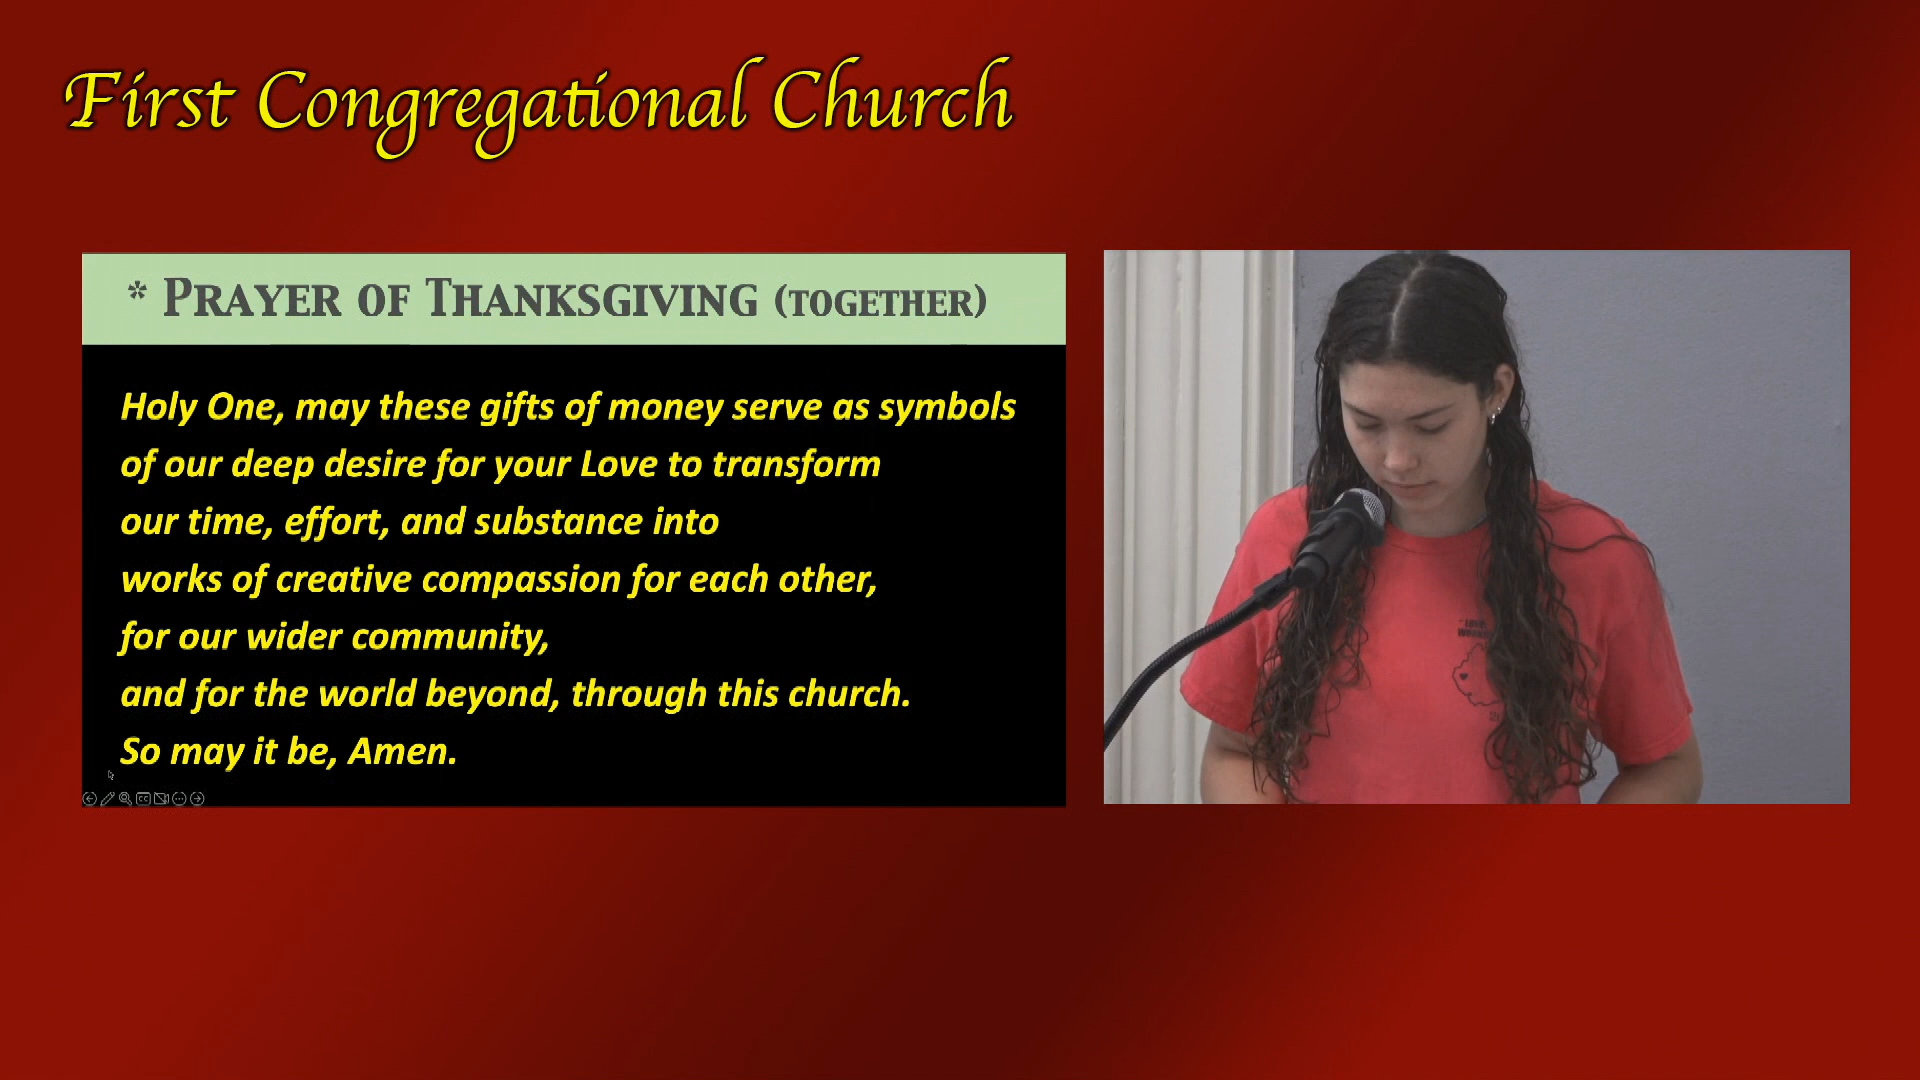 First Congregational Church
* Prayer of Thanksgiving (together)
Holy One, may these gifts of money serve as symbols
of our deep desire for your Love to transform
our time, effort, and substance into
works of creative compassion for each other,
for our wider community,
and for the world beyond, through this church.
So may it be, Amen.